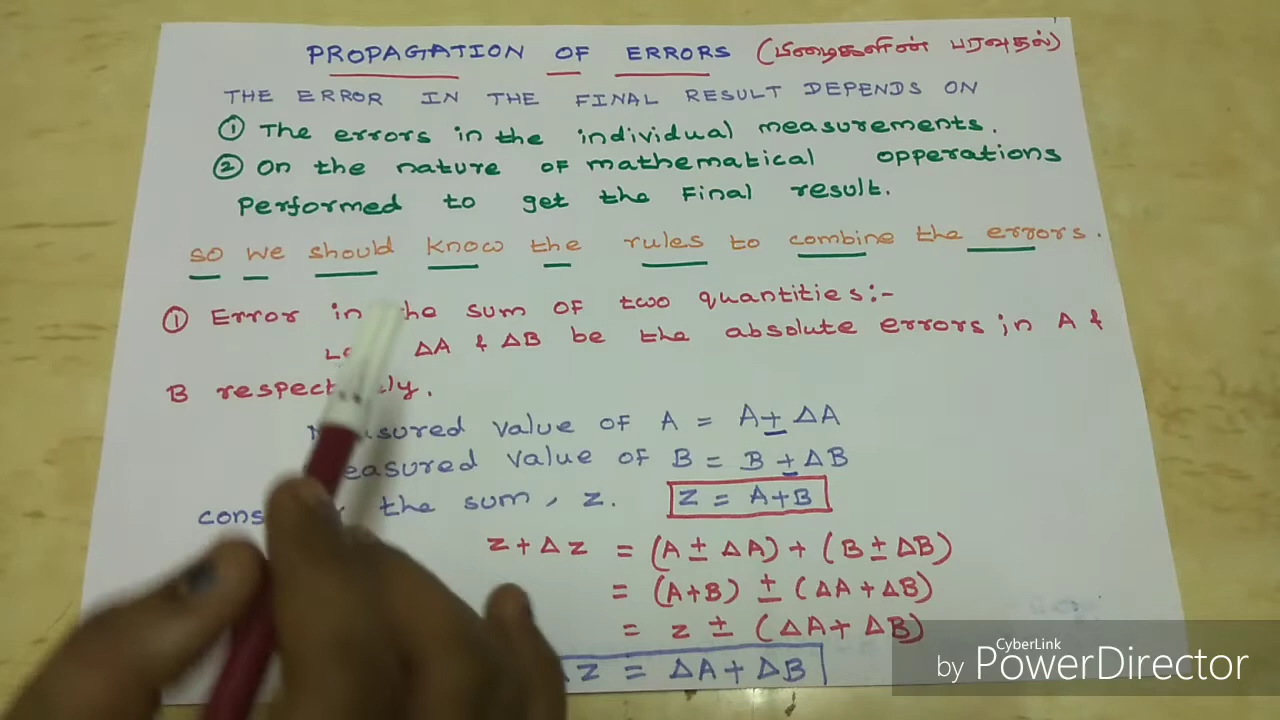 PROPAGATION OF ERRORS (பிழைகளின் பரவுதல்)
THE ERROR IN THE FINAL RESULT DEPENDS ON
① The errors in the individual measurements.
② On the nature of mathematical opperations
Performed to get the Final result.
so we should know the rules to combine the errors.
① Error in the sum of two quantities:-
ΔA & ΔB be the absolute errors in A &
B respectively.
Measured value of A = A ± ΔA
Measured value of B = B ± ΔB
the sum, Z. Z = A+B
Z + ΔZ = (A ± ΔA) + (B ± ΔB)
= (A+B) ± (ΔA + ΔB)
= Z ± (ΔA + ΔB)
ΔZ = ΔA + ΔB
CyberLink
by PowerDirector